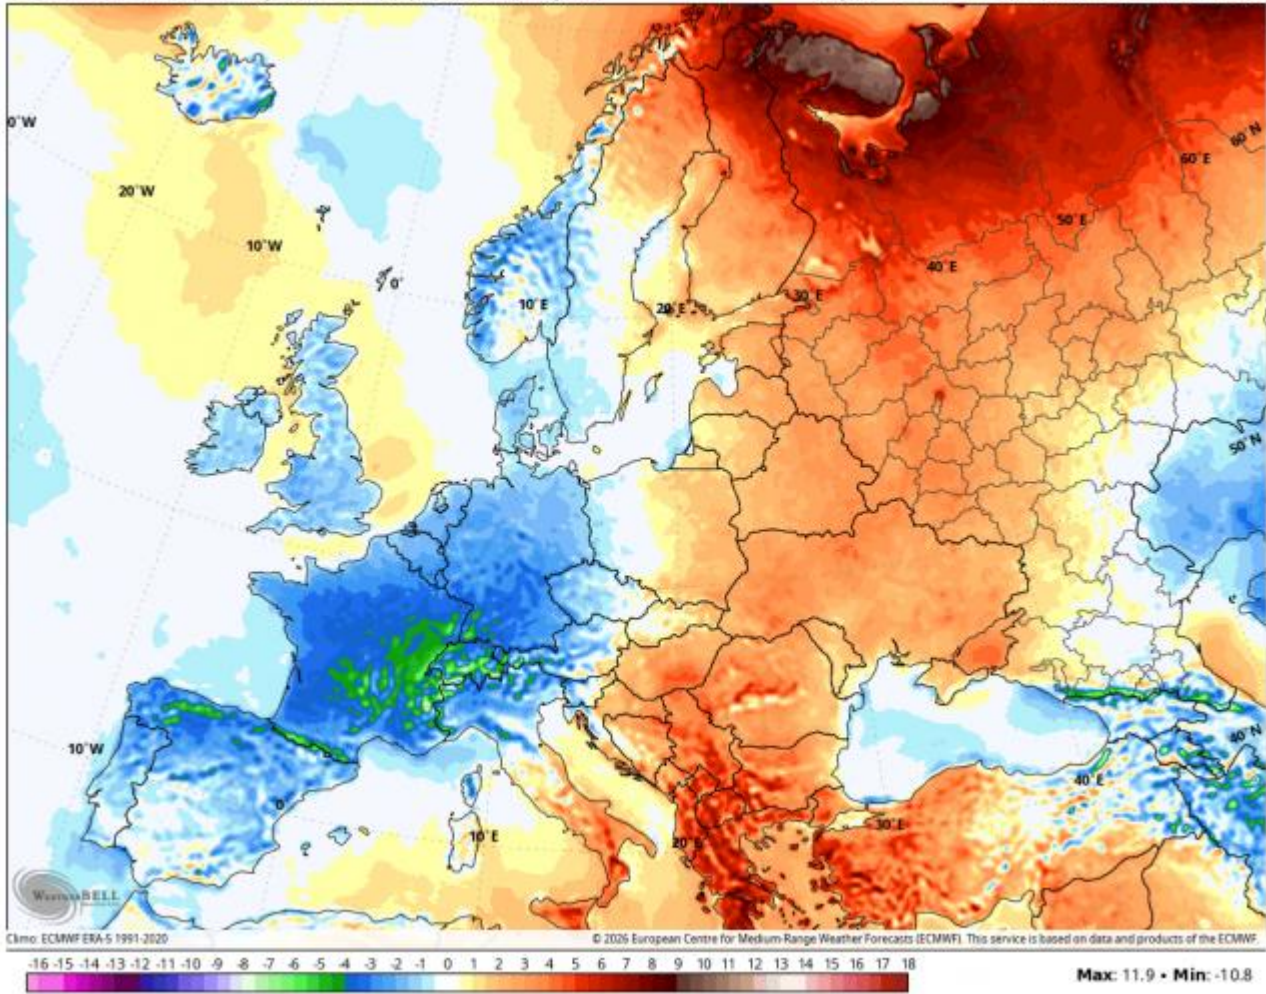 0°W
20°W
10°W
0°
10°E
20°E
30°E
40°E
50°E
60°E
60°N
50°N
10°W
0
10°E
20°E
30°E
40°E
40°N
WEATHERBELL
Climo: ECMWF ERA-5 1991-2020
© 2026 European Centre for Medium-Range Weather Forecasts (ECMWF). This service is based on data and products of the ECMWF.
-16 -15 -14 -13 -12 -11 -10 -9 -8 -7 -6 -5 -4 -3 -2 -1 0 1 2 3 4 5 6 7 8 9 10 11 12 13 14 15 16 17 18
Max: 11.9 • Min: -10.8